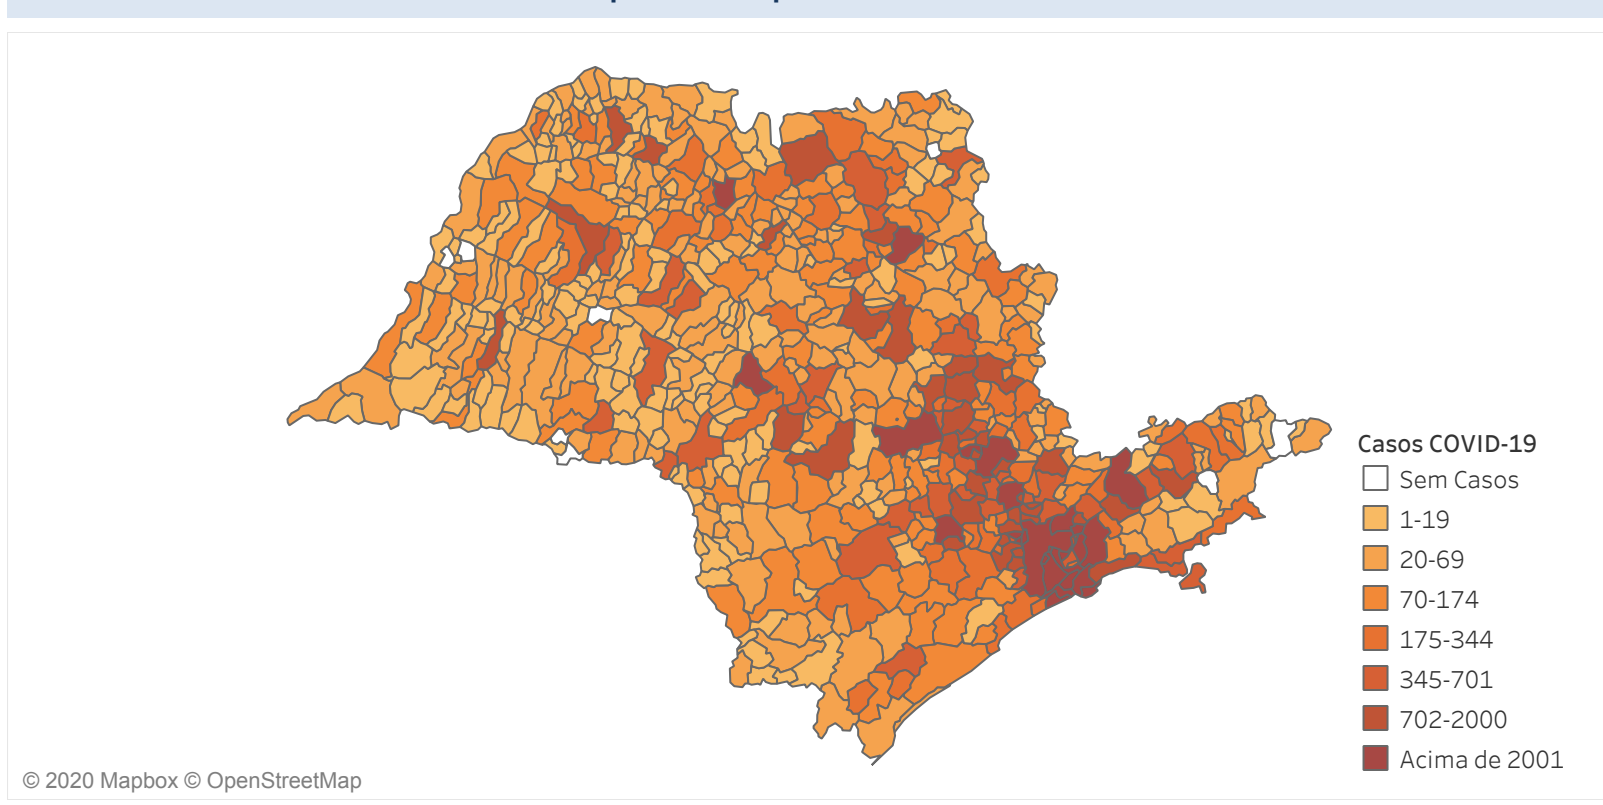 Casos COVID-19
Sem Casos
1-19
20-69
70-174
175-344
345-701
702-2000
Acima de 2001
© 2020 Mapbox © OpenStreetMap